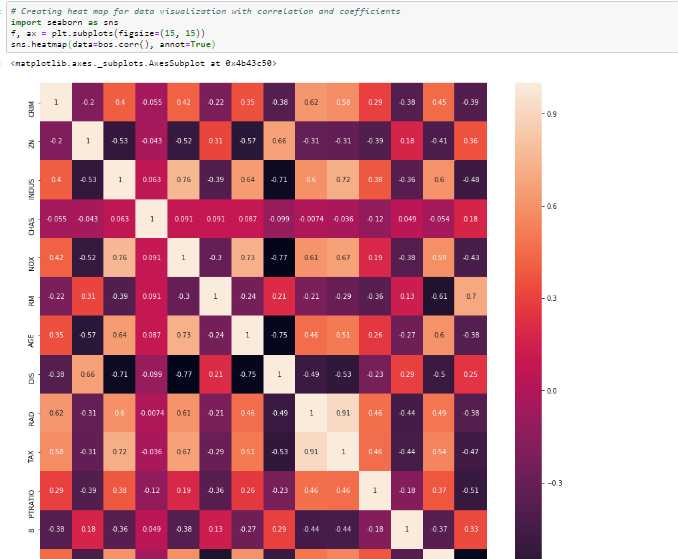 # Creating heat map for data visualization with correlation and coefficients
import seaborn as sns
f, ax = plt.subplots(figsize=(15, 15))
sns.heatmap(data=bos.corr(), annot=True)
<matplotlib.axes._subplots.AxesSubplot at 0x4b43c50>
CRIM 1 -0.2 0.4 -0.055 0.42 -0.22 0.35 -0.38 0.62 0.58 0.29 -0.38 0.45 -0.39
ZN -0.2 1 -0.53 -0.043 -0.52 0.31 -0.57 0.66 -0.31 -0.31 -0.39 0.18 -0.41 0.36
INDUS 0.4 -0.53 1 0.063 0.76 -0.39 0.64 -0.71 0.6 0.72 0.38 -0.36 0.6 -0.48
CHAS -0.055 -0.043 0.063 1 0.091 0.091 0.087 -0.099 -0.0074 -0.036 -0.12 0.049 -0.054 0.18
NOX 0.42 -0.52 0.76 0.091 1 -0.3 0.73 -0.77 0.61 0.67 0.19 -0.38 0.59 -0.43
RM -0.22 0.31 -0.39 0.091 -0.3 1 -0.24 0.21 -0.21 -0.29 -0.36 0.13 -0.61 0.7
AGE 0.35 -0.57 0.64 0.087 0.73 -0.24 1 -0.75 0.46 0.51 0.26 -0.27 0.6 -0.38
DIS -0.38 0.66 -0.71 -0.099 -0.77 0.21 -0.75 1 -0.49 -0.53 -0.23 0.29 -0.5 0.25
RAD 0.62 -0.31 0.6 -0.0074 0.61 -0.21 0.46 -0.49 1 0.91 0.46 -0.44 0.49 -0.38
TAX 0.58 -0.31 0.72 -0.036 0.67 -0.29 0.51 -0.53 0.91 1 0.46 -0.44 0.54 -0.47
PTRATIO 0.29 -0.39 0.38 -0.12 0.19 -0.36 0.26 -0.23 0.46 0.46 1 -0.18 0.37 -0.51
B -0.38 0.18 -0.36 0.049 -0.38 0.13 -0.27 0.29 -0.44 -0.44 -0.18 1 -0.37 0.33
0.9
0.6
0.3
0.0
-0.3